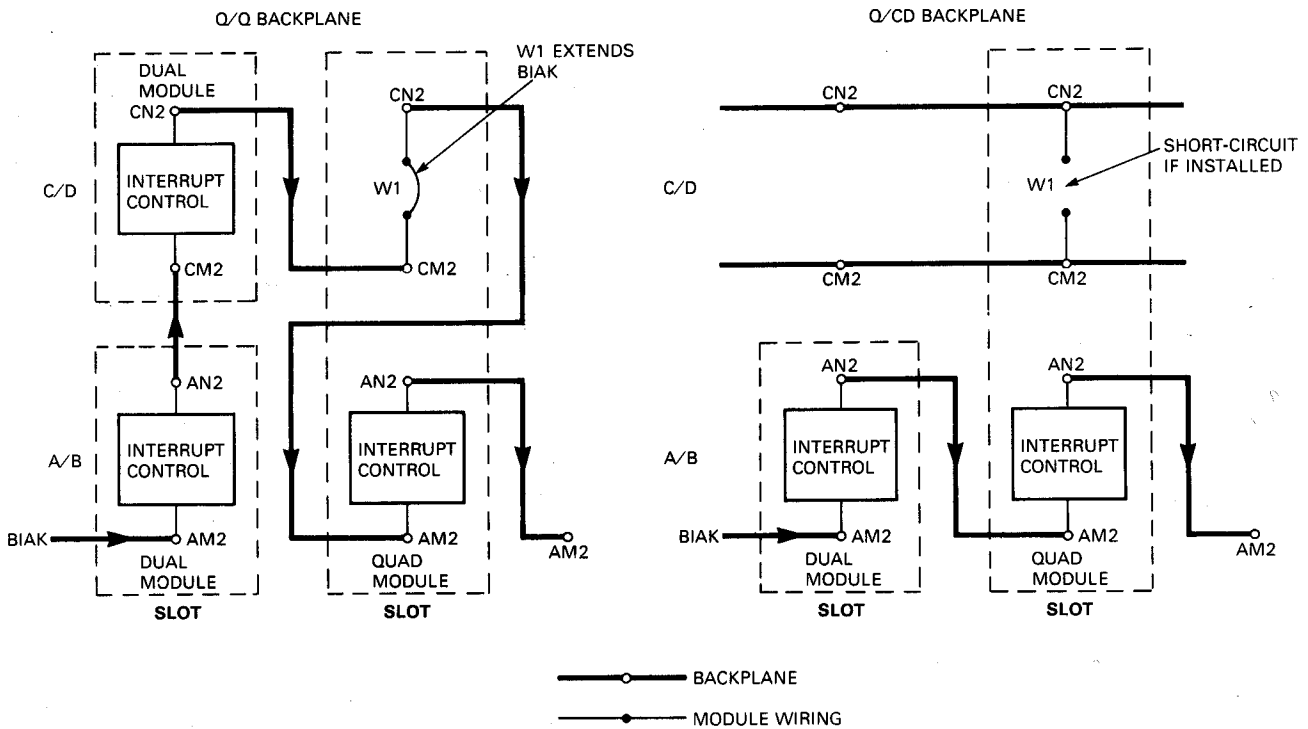 Q/Q BACKPLANE
DUAL
MODULE
CN2
INTERRUPT
CONTROL
C/D
CM2
AN2
INTERRUPT
CONTROL
A/B
BIAK
AM2
DUAL
MODULE
SLOT
W1 EXTENDS
BIAK
CN2
W1
CM2
AN2
INTERRUPT
CONTROL
AM2
QUAD
MODULE
SLOT
AM2
Q/CD BACKPLANE
CN2
CN2
SHORT-CIRCUIT
IF INSTALLED
C/D
W1
CM2
CM2
AN2
INTERRUPT
CONTROL
A/B
BIAK
AM2
DUAL
MODULE
SLOT
AN2
INTERRUPT
CONTROL
AM2
QUAD
MODULE
SLOT
AM2
BACKPLANE
MODULE WIRING